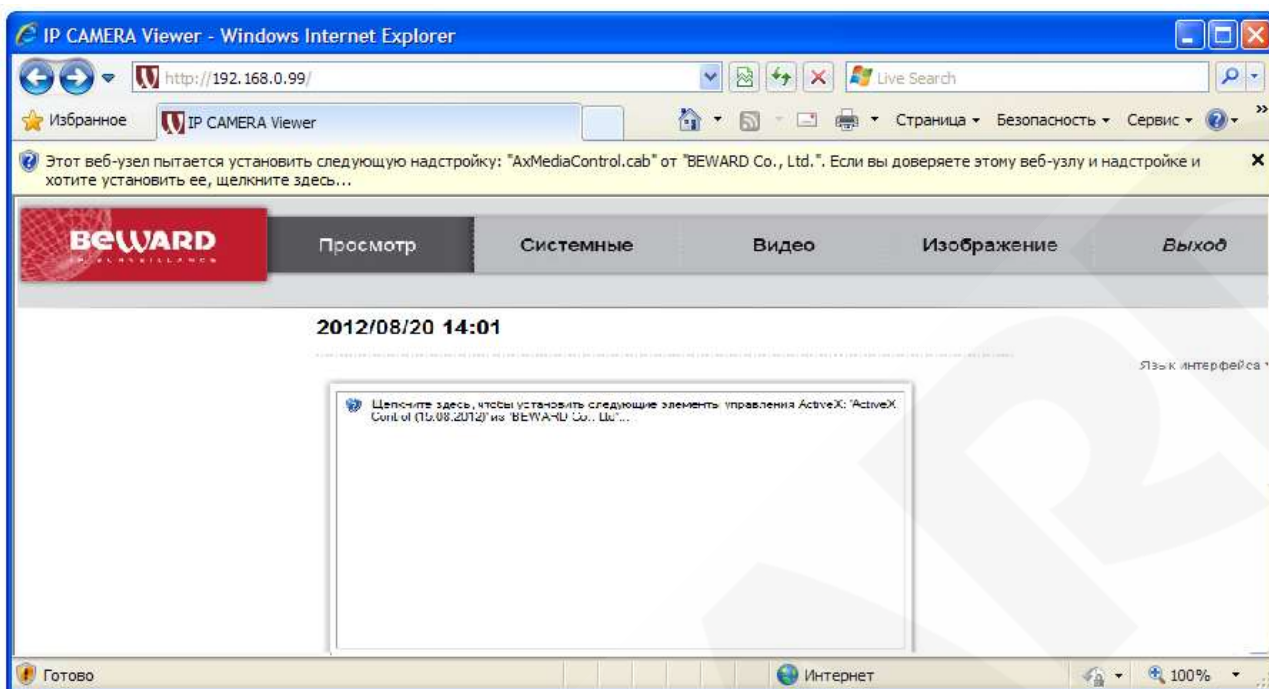 IP CAMERA Viewer - Windows Internet Explorer
http://192.168.0.99/
Live Search
Избранное
IP CAMERA Viewer
Страница
Безопасность
Сервис
Этот веб-узел пытается установить следующую надстройку: "AxMediaControl.cab" от "BEWARD Co., Ltd.". Если вы доверяете этому веб-узлу и надстройке и
хотите установить ее, щелкните здесь...
BEWARD
Просмотр
Системные
Видео
Изображение
Выход
2012/08/20 14:01
Язык интерфейса
Щелкните здесь, чтобы установить следующие элементы управления ActiveX: 'ActiveX
Control (15.08.2012)' из 'BEWARD Co., Ltd'...
Готово
Интернет
100%